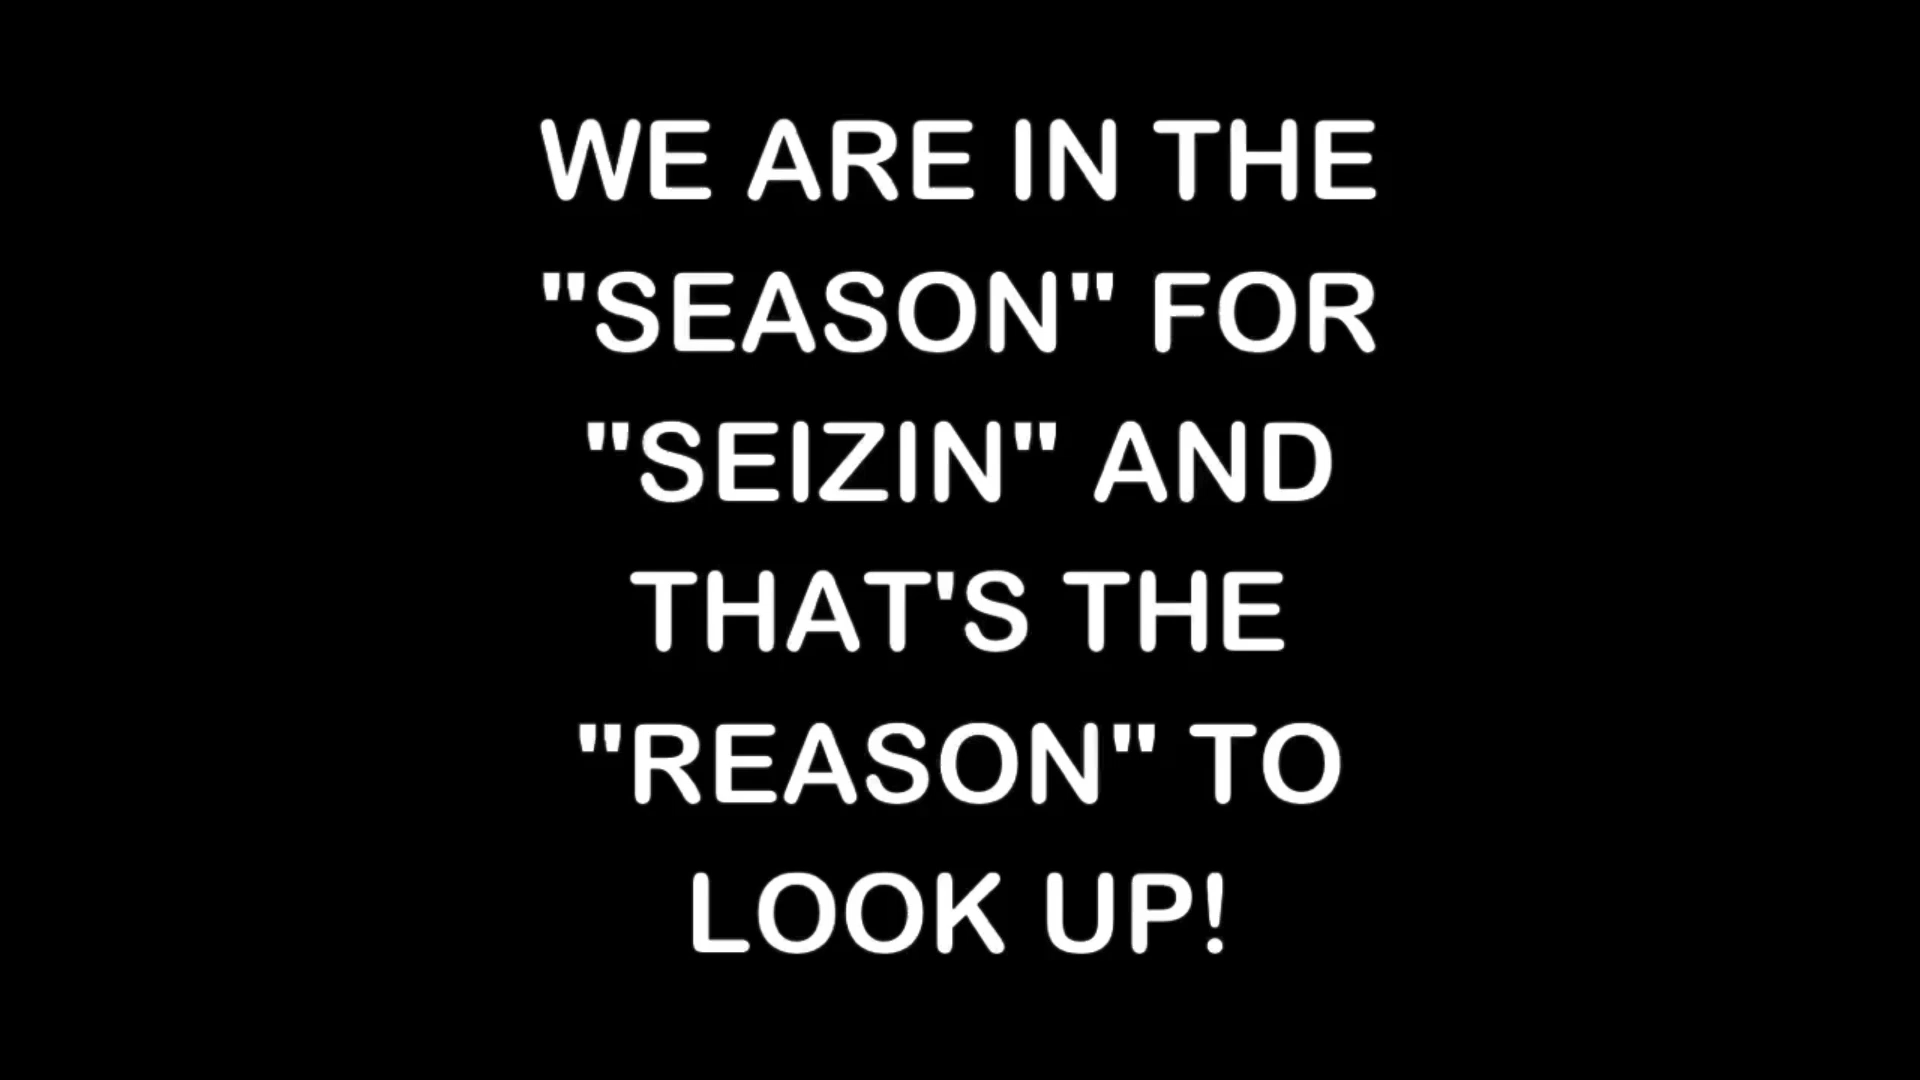 WE ARE IN THE
"SEASON" FOR
"SEIZIN" AND
THAT'S THE
"REASON" TO
LOOK UP!